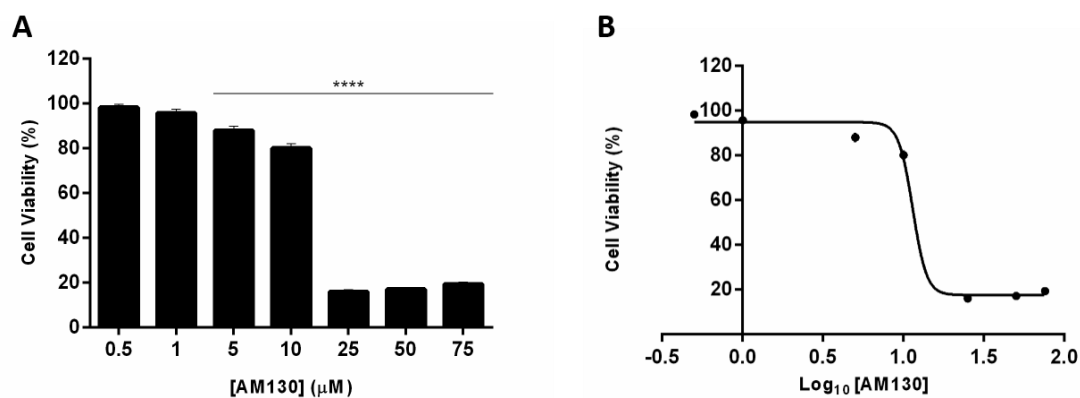 A
120
100
80
60
40
20
0
Cell Viability (%)
****
0.5 1 5 10 25 50 75
[AM130] (μM)
B
120
100
80
60
40
20
Cell Viability (%)
-0.5 0.0 0.5 1.0 1.5 2.0
Log₁₀ [AM130]